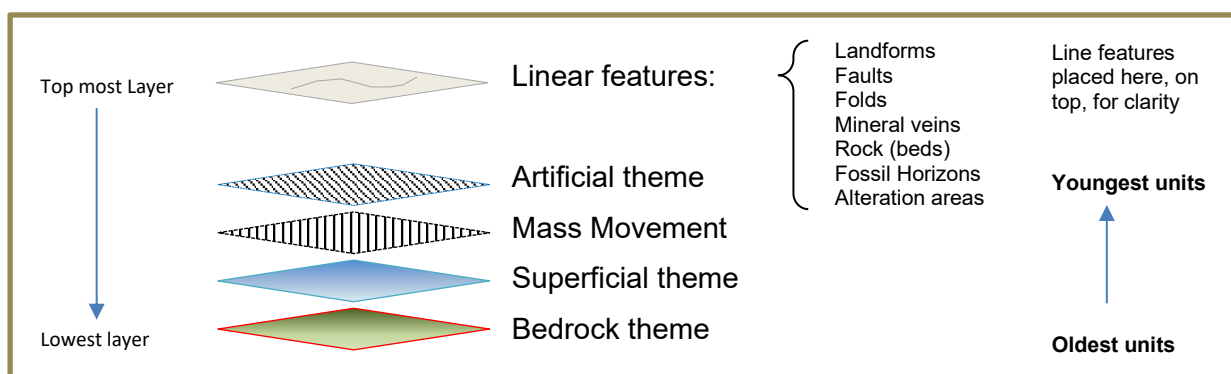 Top most Layer
Lowest layer
Linear features:
Artificial theme
Mass Movement
Superficial theme
Bedrock theme
Landforms
Faults
Folds
Mineral veins
Rock (beds)
Fossil Horizons
Alteration areas
Line features
placed here, on
top, for clarity
Youngest units
Oldest units